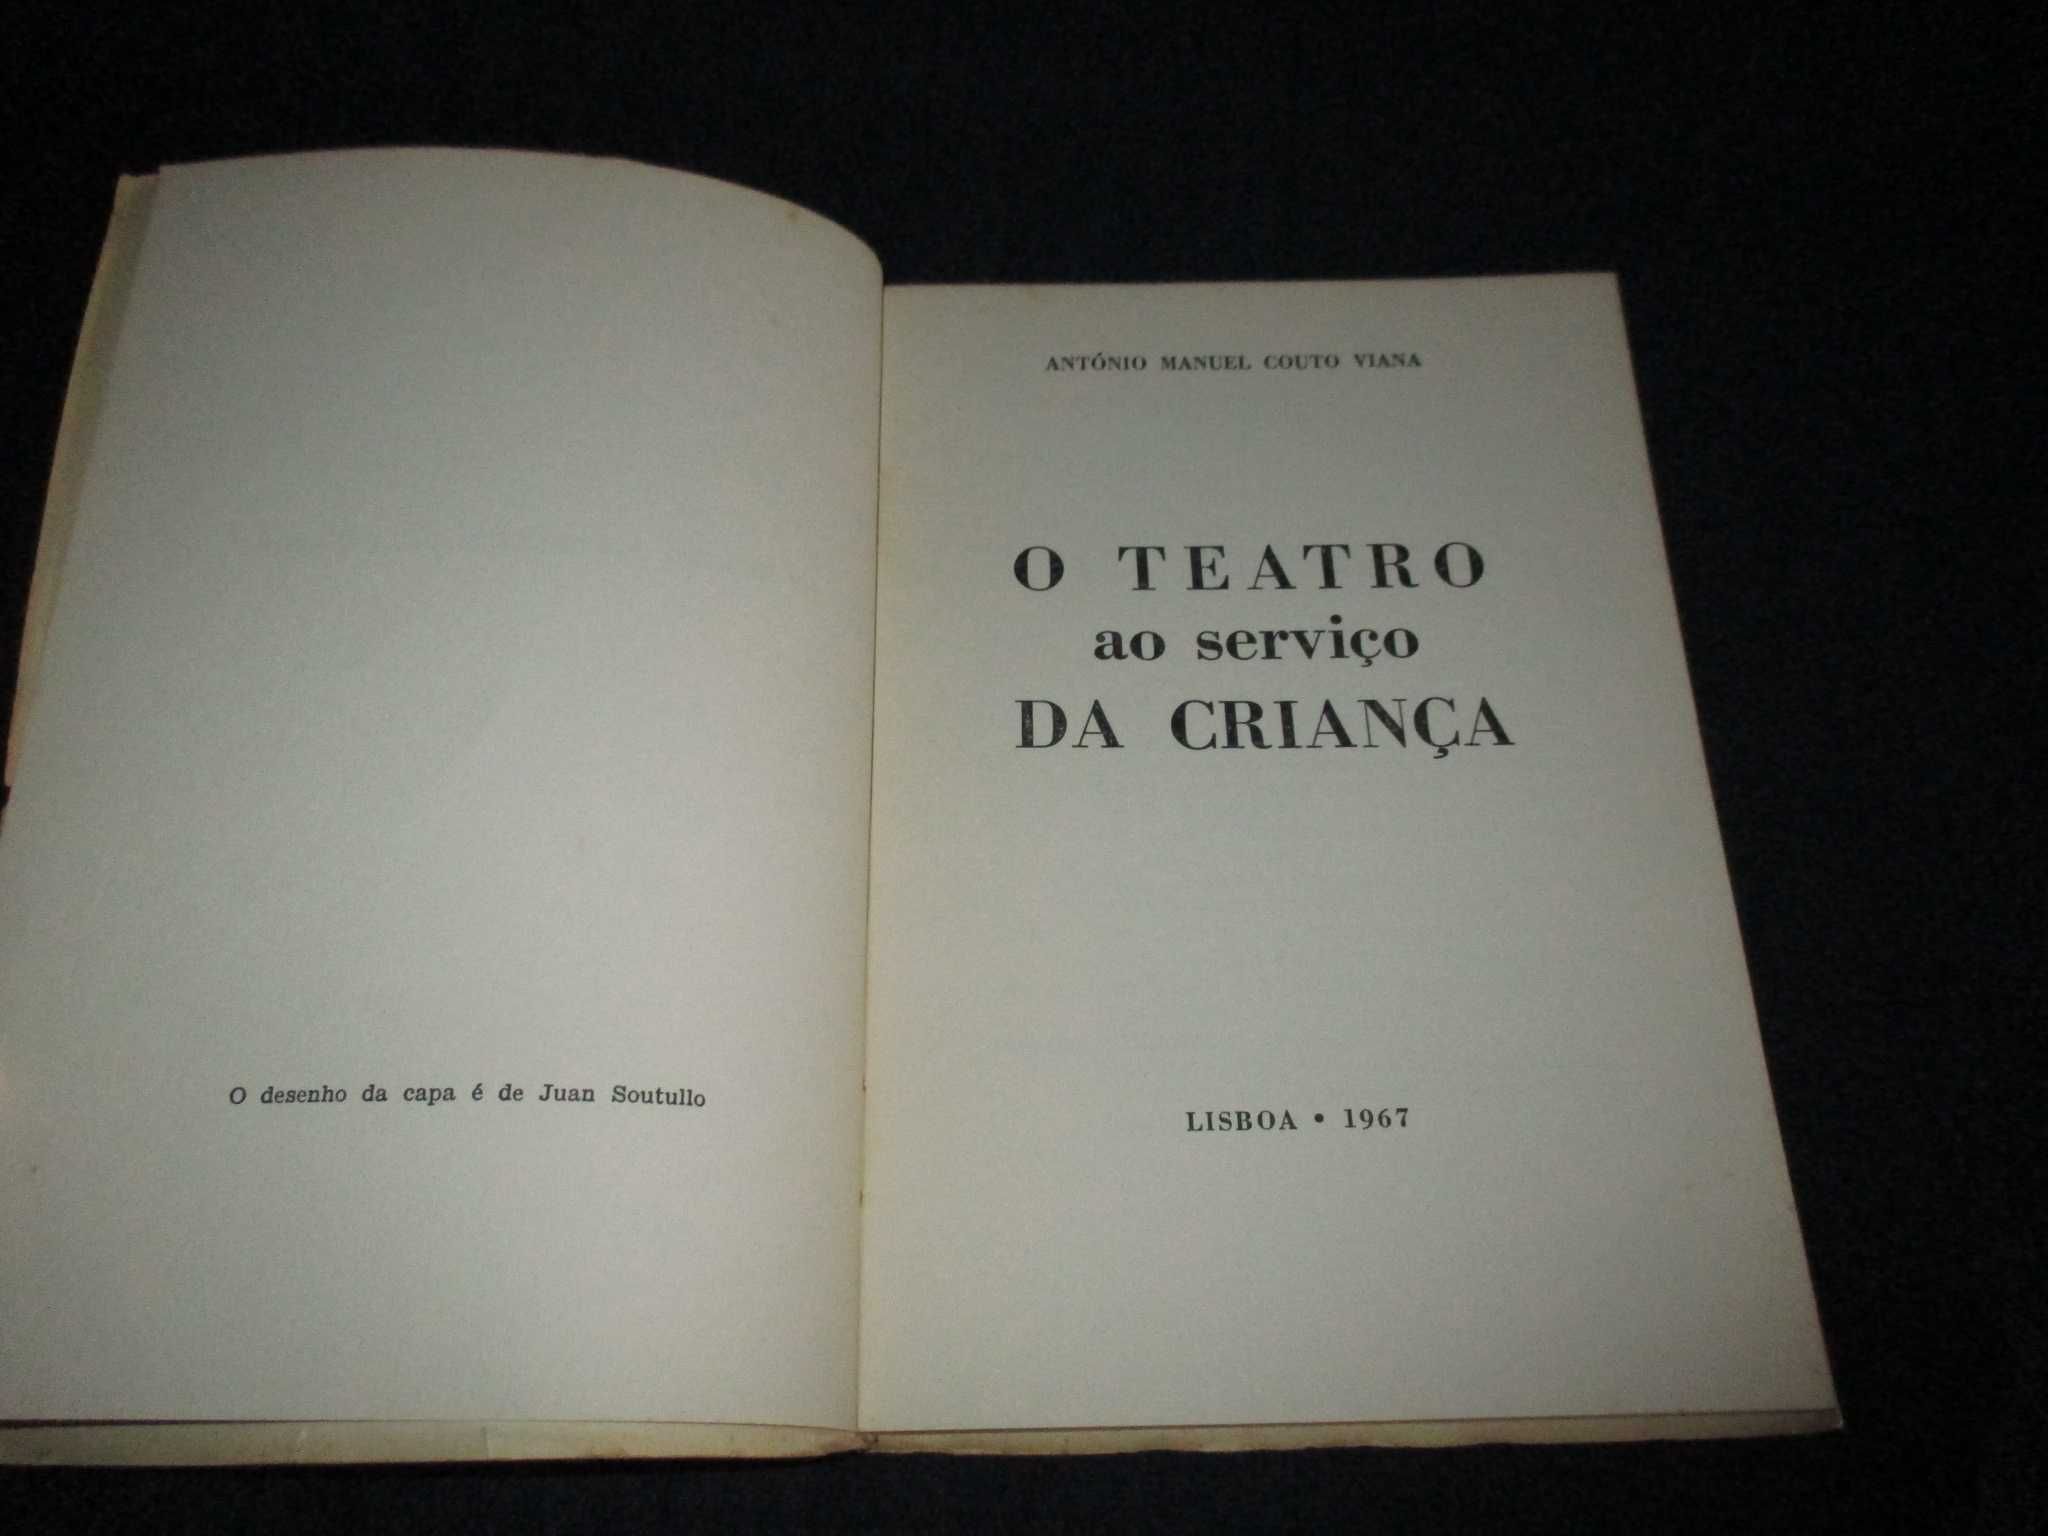 O desenho da capa é de Juan Soutullo
ANTÓNIO MANUEL COUTO VIANA
O TEATRO
ao serviço
DA CRIANÇA
LISBOA • 1967